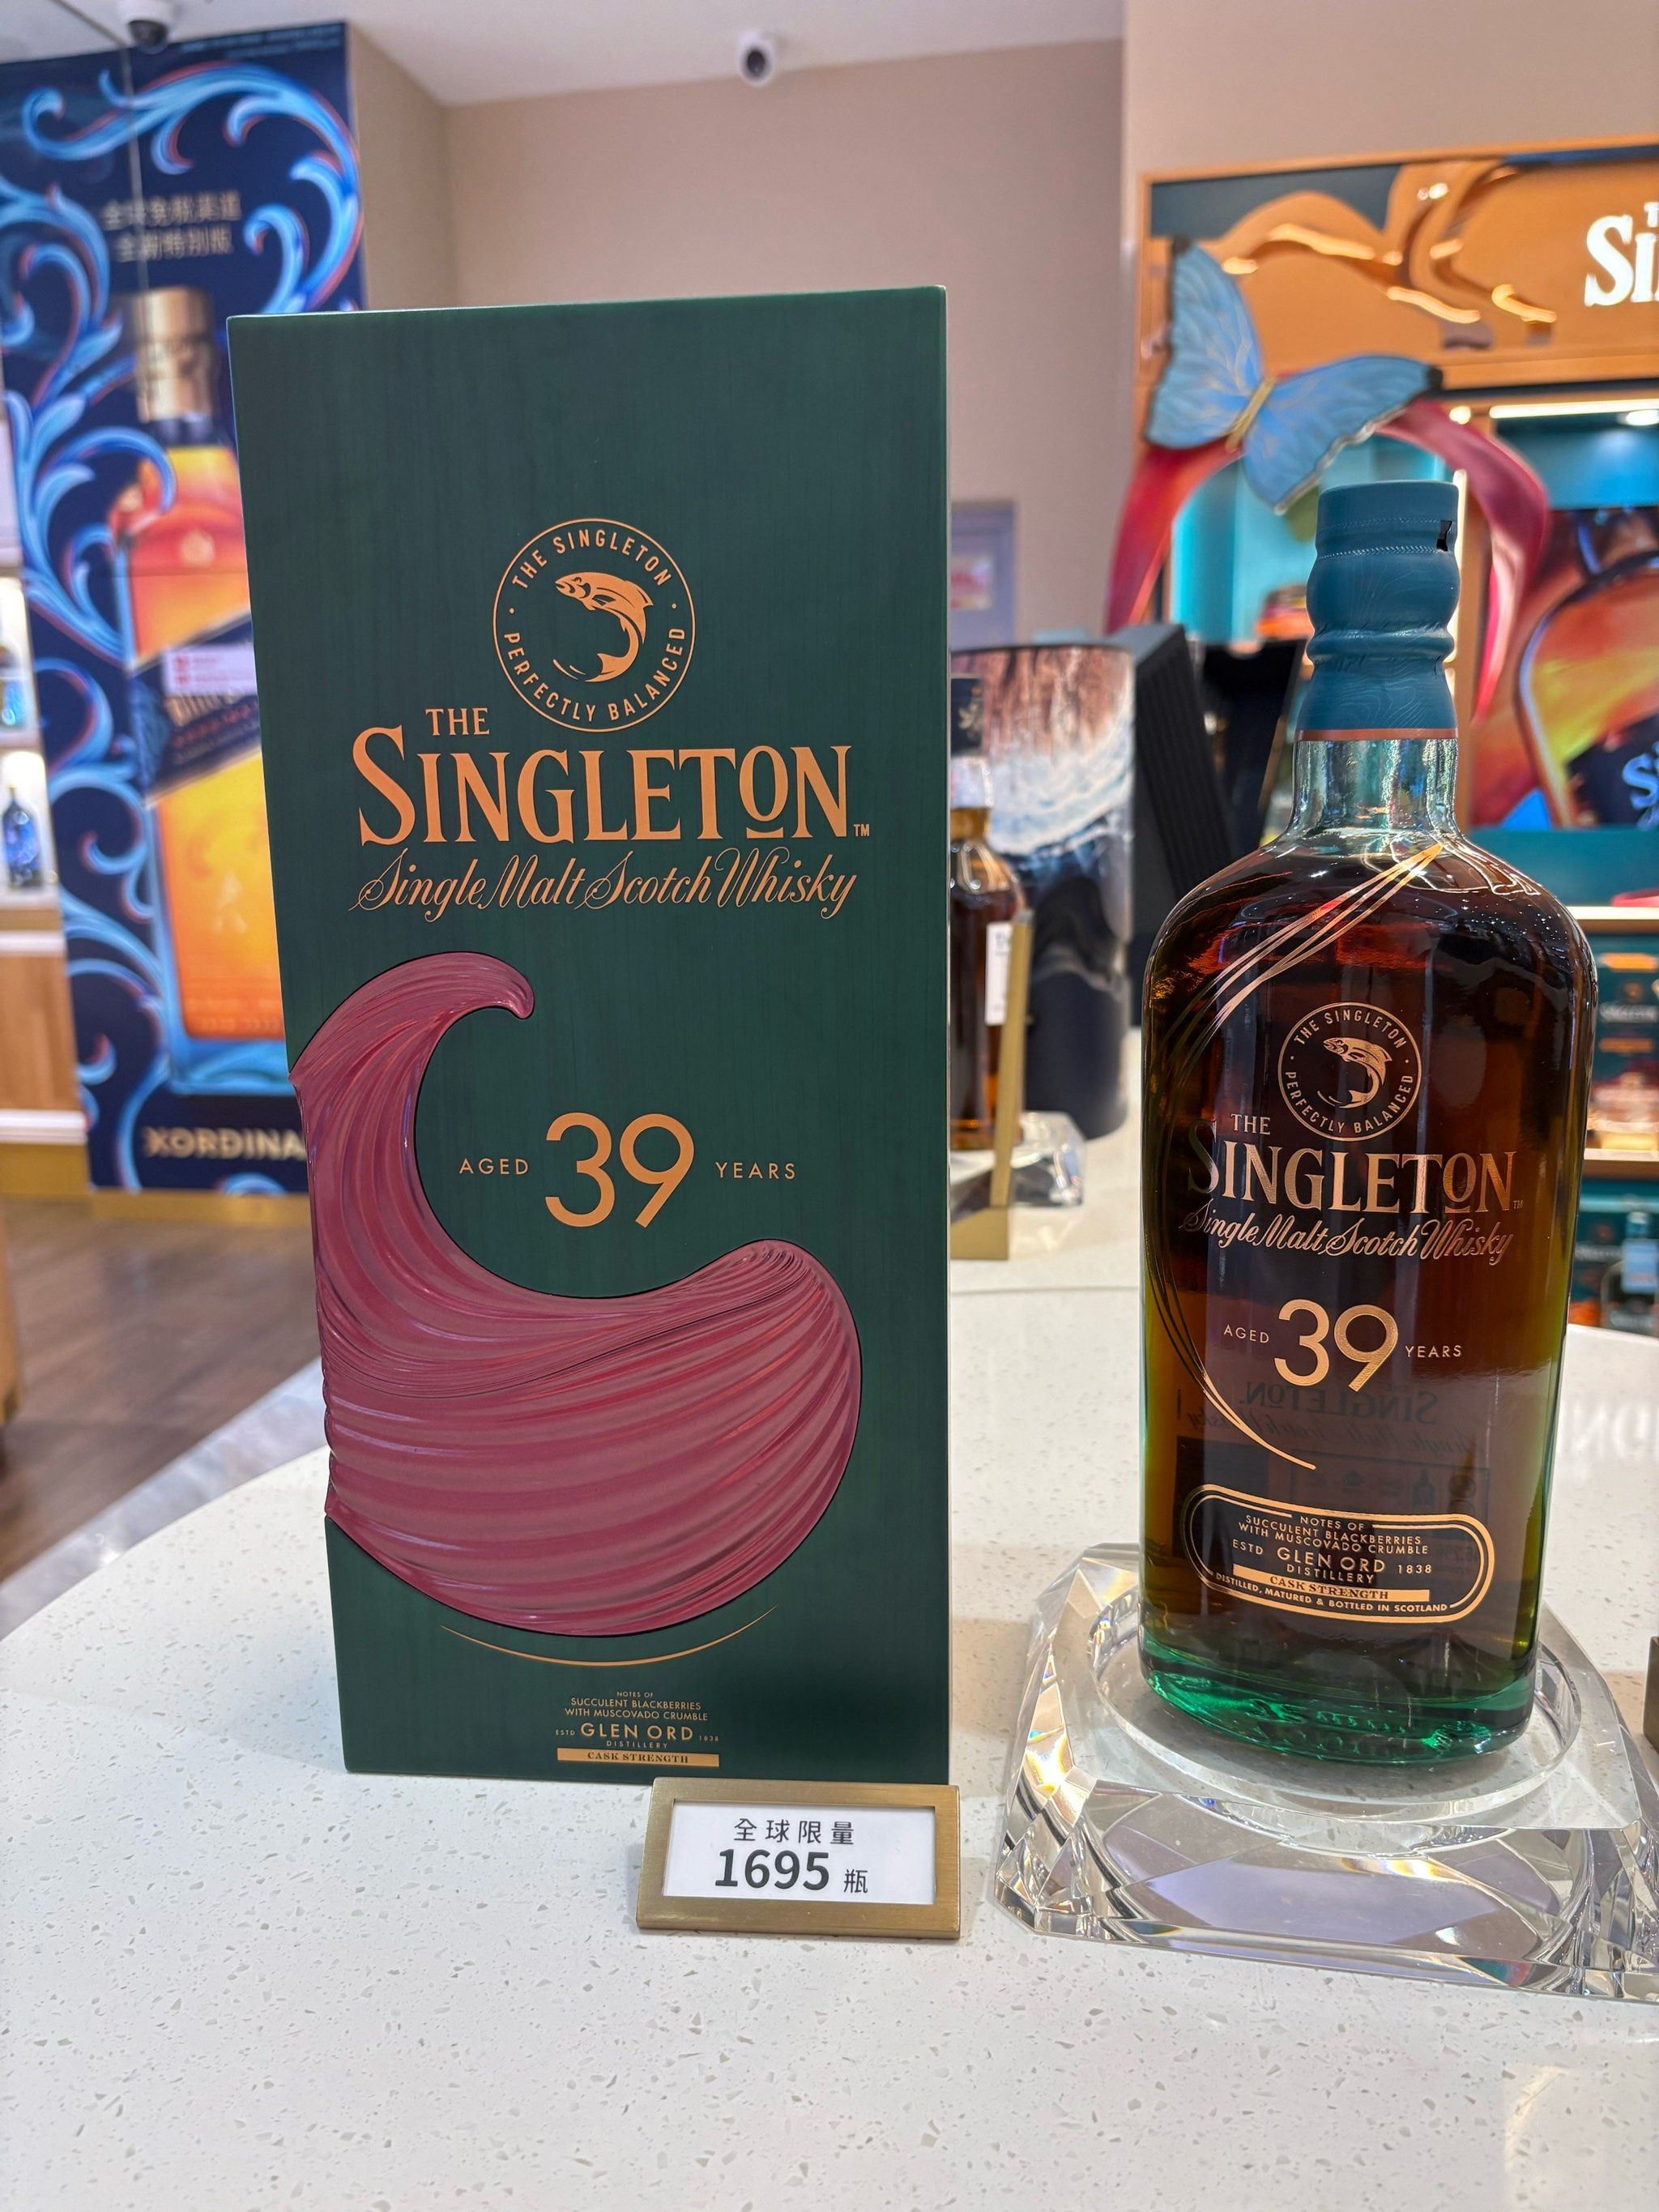 全球免税渠道
全新特别版
XORDINA
THE SINGLETON
PERFECTLY BALANCED
THE
SINGLETON™
Single Malt Scotch Whisky
AGED 39 YEARS
NOTES OF
SUCCULENT BLACKBERRIES
WITH MUSCOVADO CRUMBLE
ESTD GLEN ORD 1838
DISTILLERY
CASK STRENGTH
全球限量
1695 瓶
THE SINGLETON
PERFECTLY BALANCED
THE
SINGLETON™
Single Malt Scotch Whisky
AGED 39 YEARS
NOTES OF
SUCCULENT BLACKBERRIES
WITH MUSCOVADO CRUMBLE
ESTD GLEN ORD 1838
DISTILLERY
CASK STRENGTH
DISTILLED, MATURED & BOTTLED IN SCOTLAND